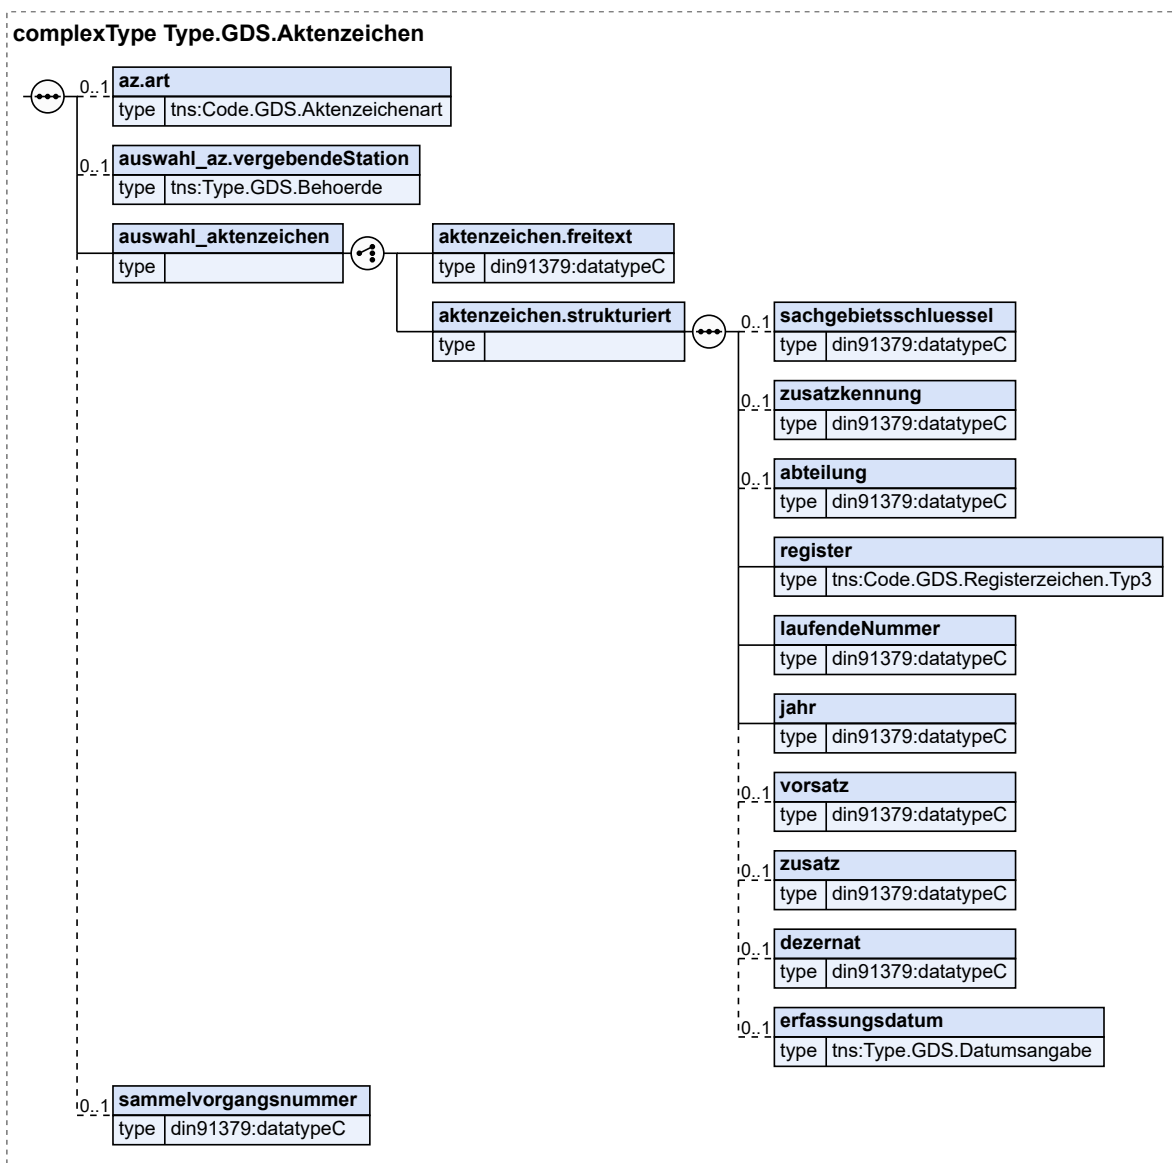 complexType Type.GDS.Aktenzeichen
0..1 az.art
type tns:Code.GDS.Aktenzeichenart
0..1 auswahl_az.vergebendeStation
type tns:Type.GDS.Behoerde
auswahl_aktenzeichen
type
aktenzeichen.freitext
type din91379:datatypeC
aktenzeichen.strukturiert
type
0..1 sachgebietsschluessel
type din91379:datatypeC
0..1 zusatzkennung
type din91379:datatypeC
0..1 abteilung
type din91379:datatypeC
register
type tns:Code.GDS.Registerzeichen.Typ3
laufendeNummer
type din91379:datatypeC
jahr
type din91379:datatypeC
0..1 vorsatz
type din91379:datatypeC
0..1 zusatz
type din91379:datatypeC
0..1 dezernat
type din91379:datatypeC
0..1 erfassungsdatum
type tns:Type.GDS.Datumsangabe
0..1 sammelvorgangsnummer
type din91379:datatypeC